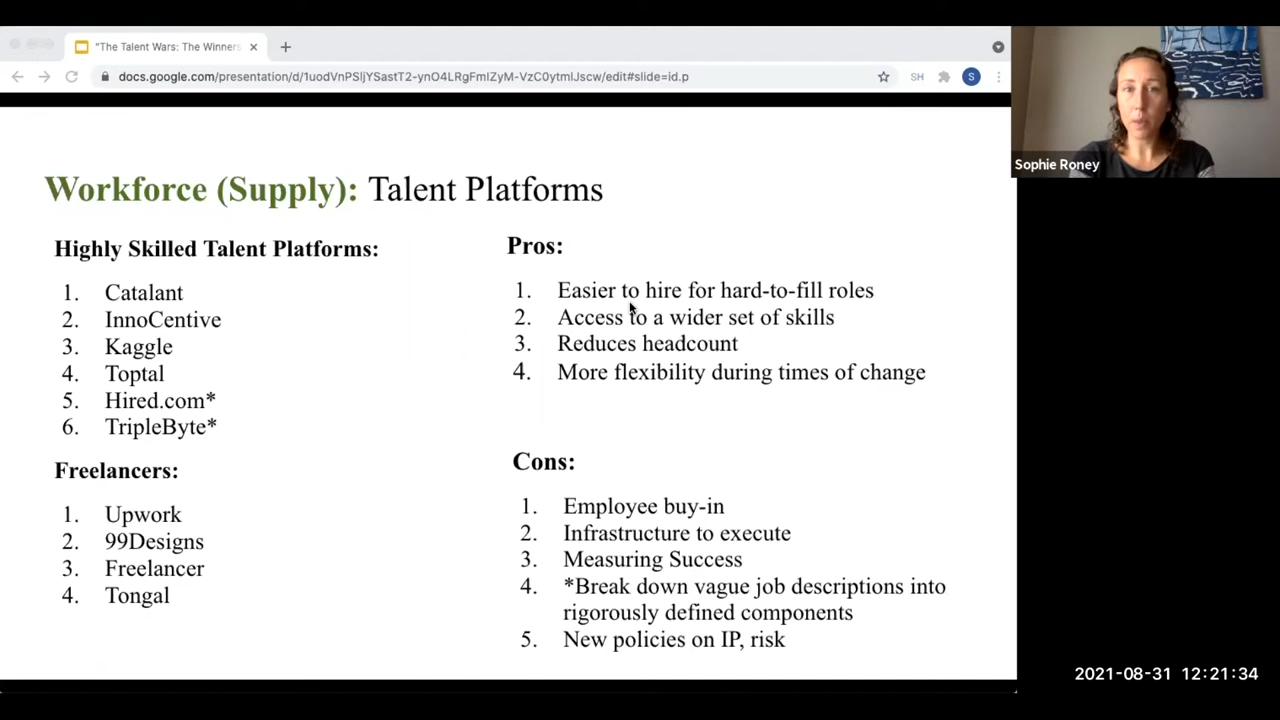 "The Talent Wars: The Winners
docs.google.com/presentation/d/1uodVnPSljYSastT2-ynO4LRgFmIZyM-VzC0ytmlJscw/edit#slide=id.p
SH
S
Sophie Roney
Workforce (Supply): Talent Platforms
Highly Skilled Talent Platforms:
1. Catalant
2. InnoCentive
3. Kaggle
4. Toptal
5. Hired.com*
6. TripleByte*
Freelancers:
1. Upwork
2. 99Designs
3. Freelancer
4. Tongal
Pros:
1. Easier to hire for hard-to-fill roles
2. Access to a wider set of skills
3. Reduces headcount
4. More flexibility during times of change
Cons:
1. Employee buy-in
2. Infrastructure to execute
3. Measuring Success
4. *Break down vague job descriptions into
rigorously defined components
5. New policies on IP, risk
2021-08-31 12:21:34